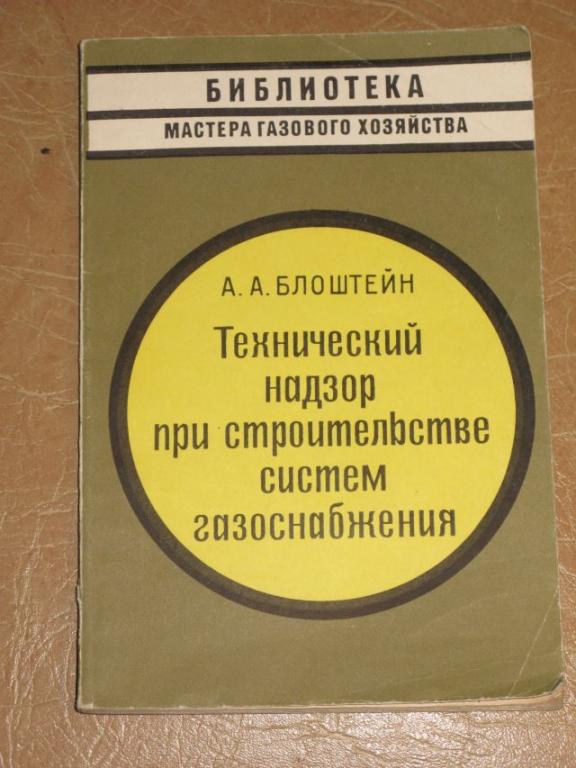 БИБЛИОТЕКА
МАСТЕРА ГАЗОВОГО ХОЗЯЙСТВА
А. А. БЛОШТЕЙН
Технический
надзор
при строительстве
систем
газоснабжения